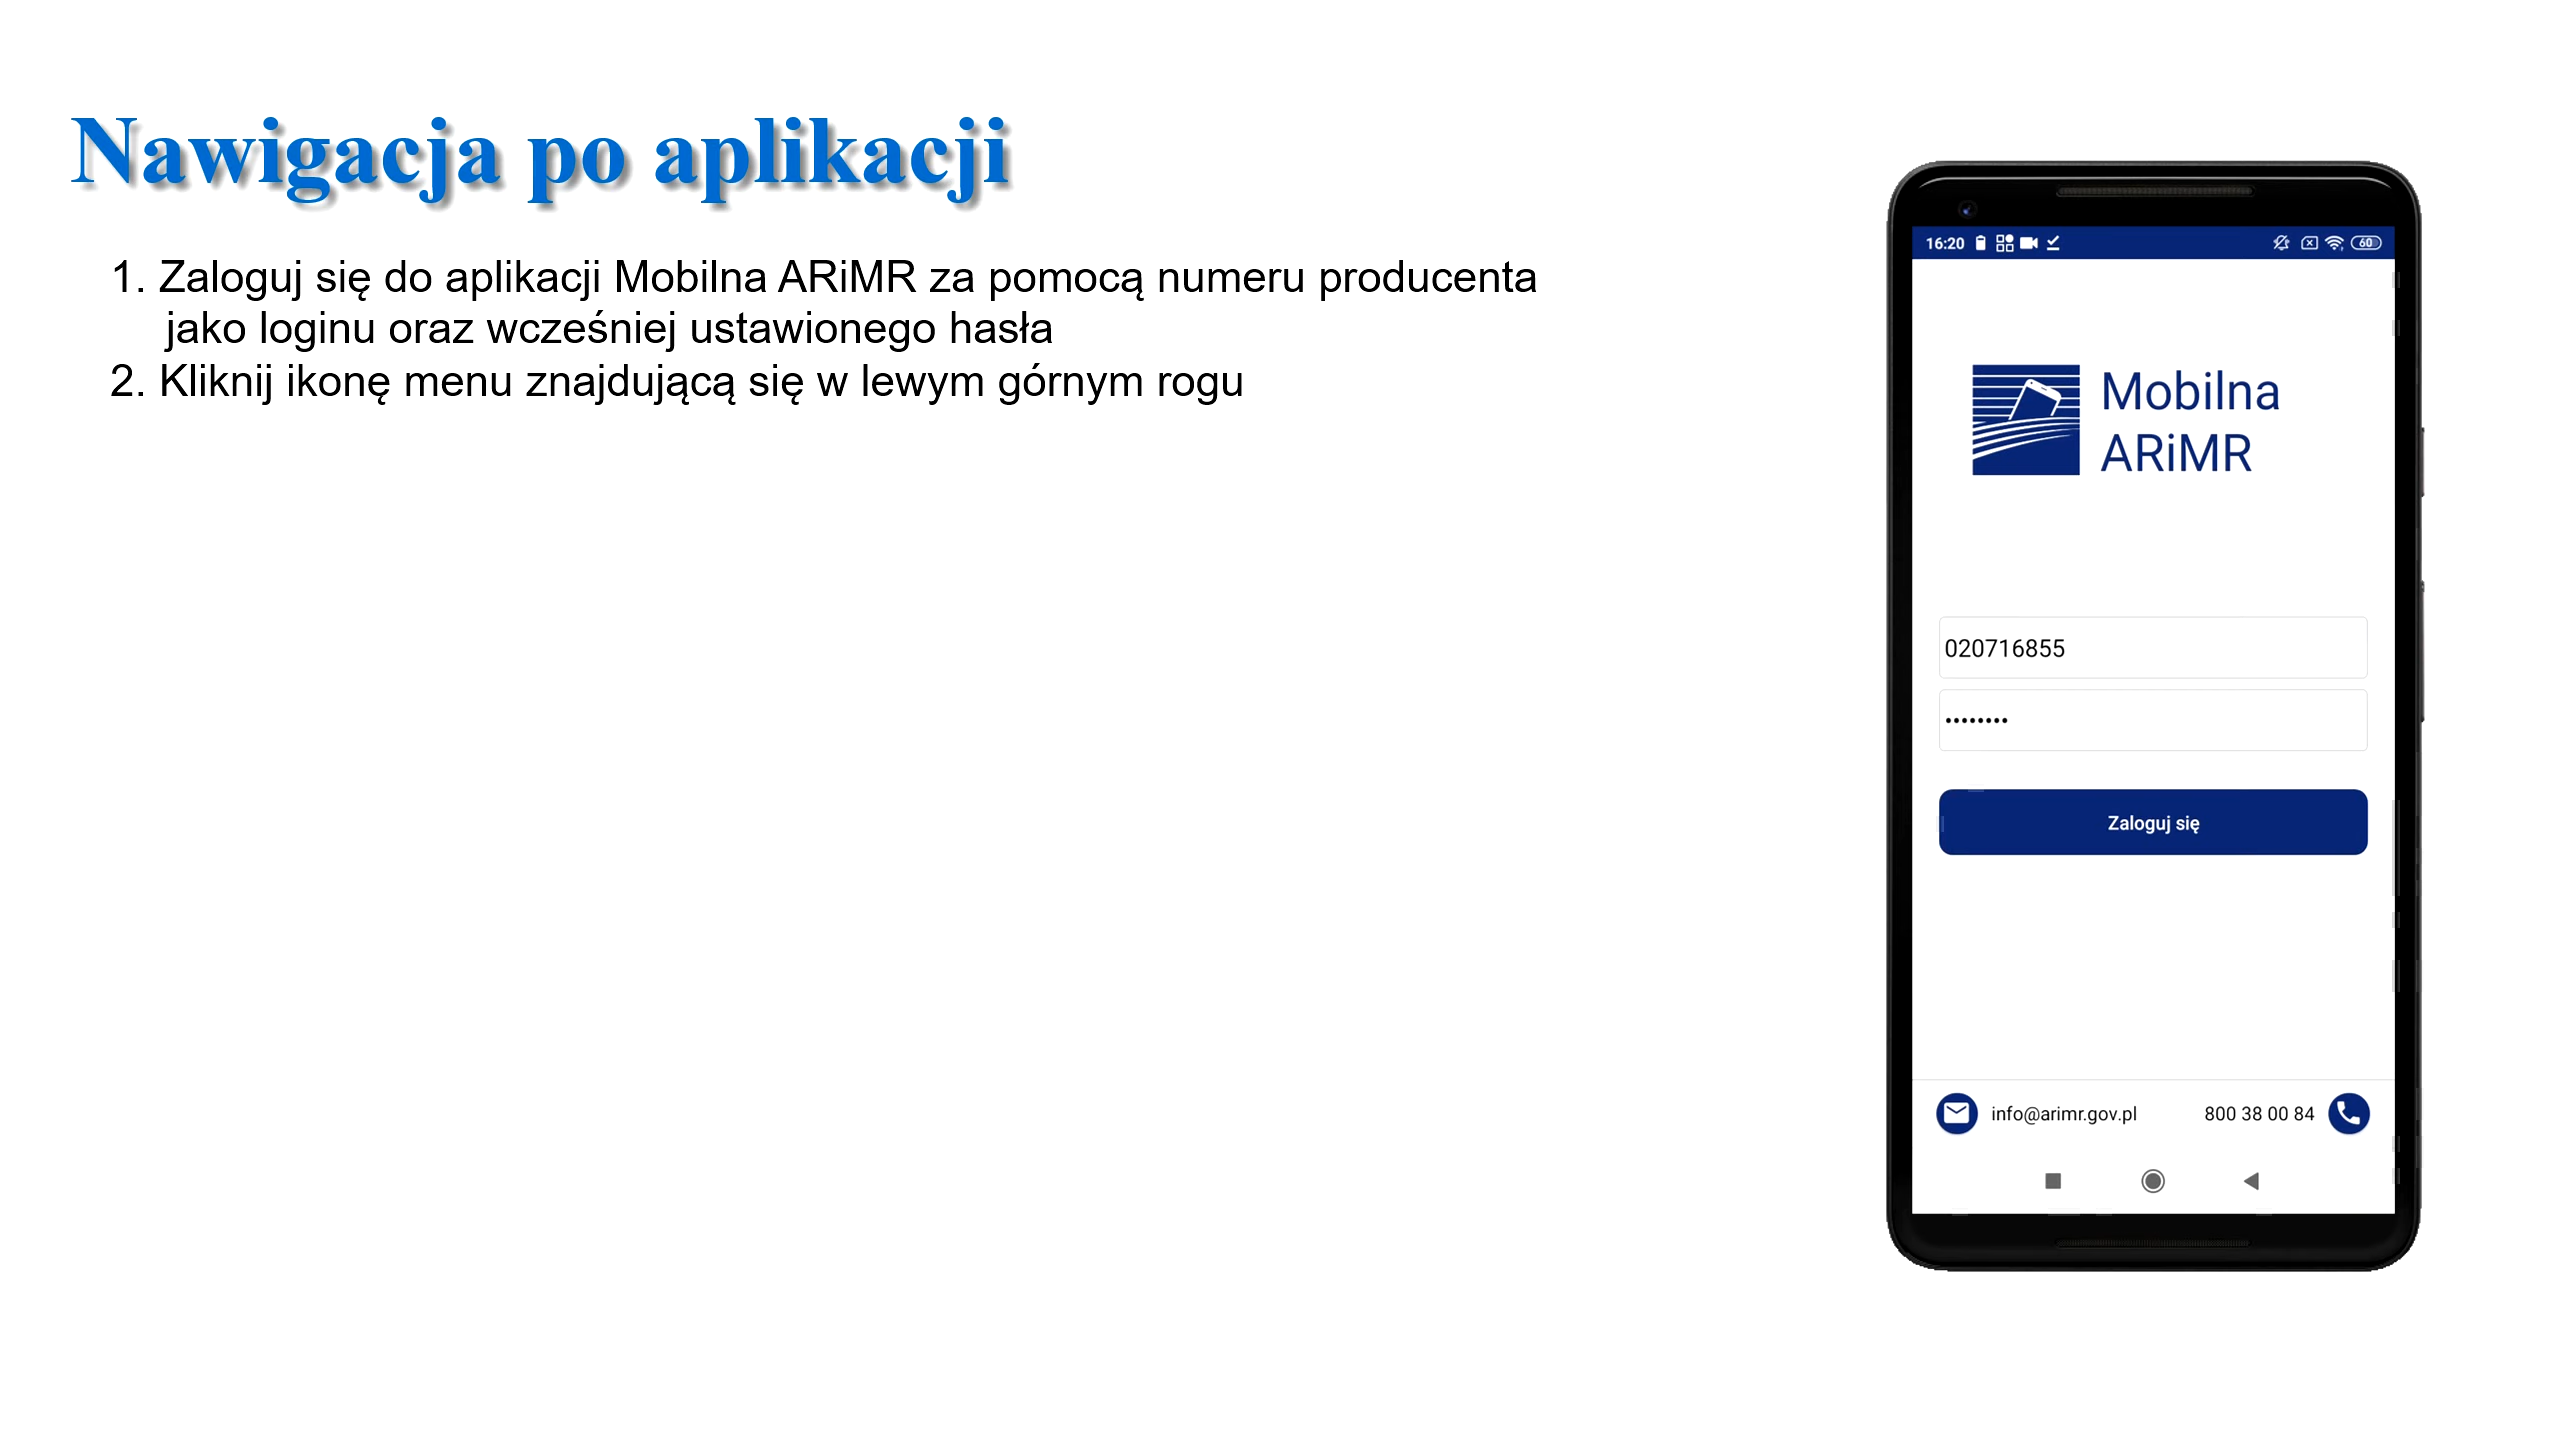 Nawigacja po aplikacji
1. Zaloguj się do aplikacji Mobilna ARiMR za pomocą numeru producenta
jako loginu oraz wcześniej ustawionego hasła
2. Kliknij ikonę menu znajdującą się w lewym górnym rogu
16:20 60
Mobilna
ARiMR
020716855
••••••••
Zaloguj się
info@arimr.gov.pl 800 38 00 84